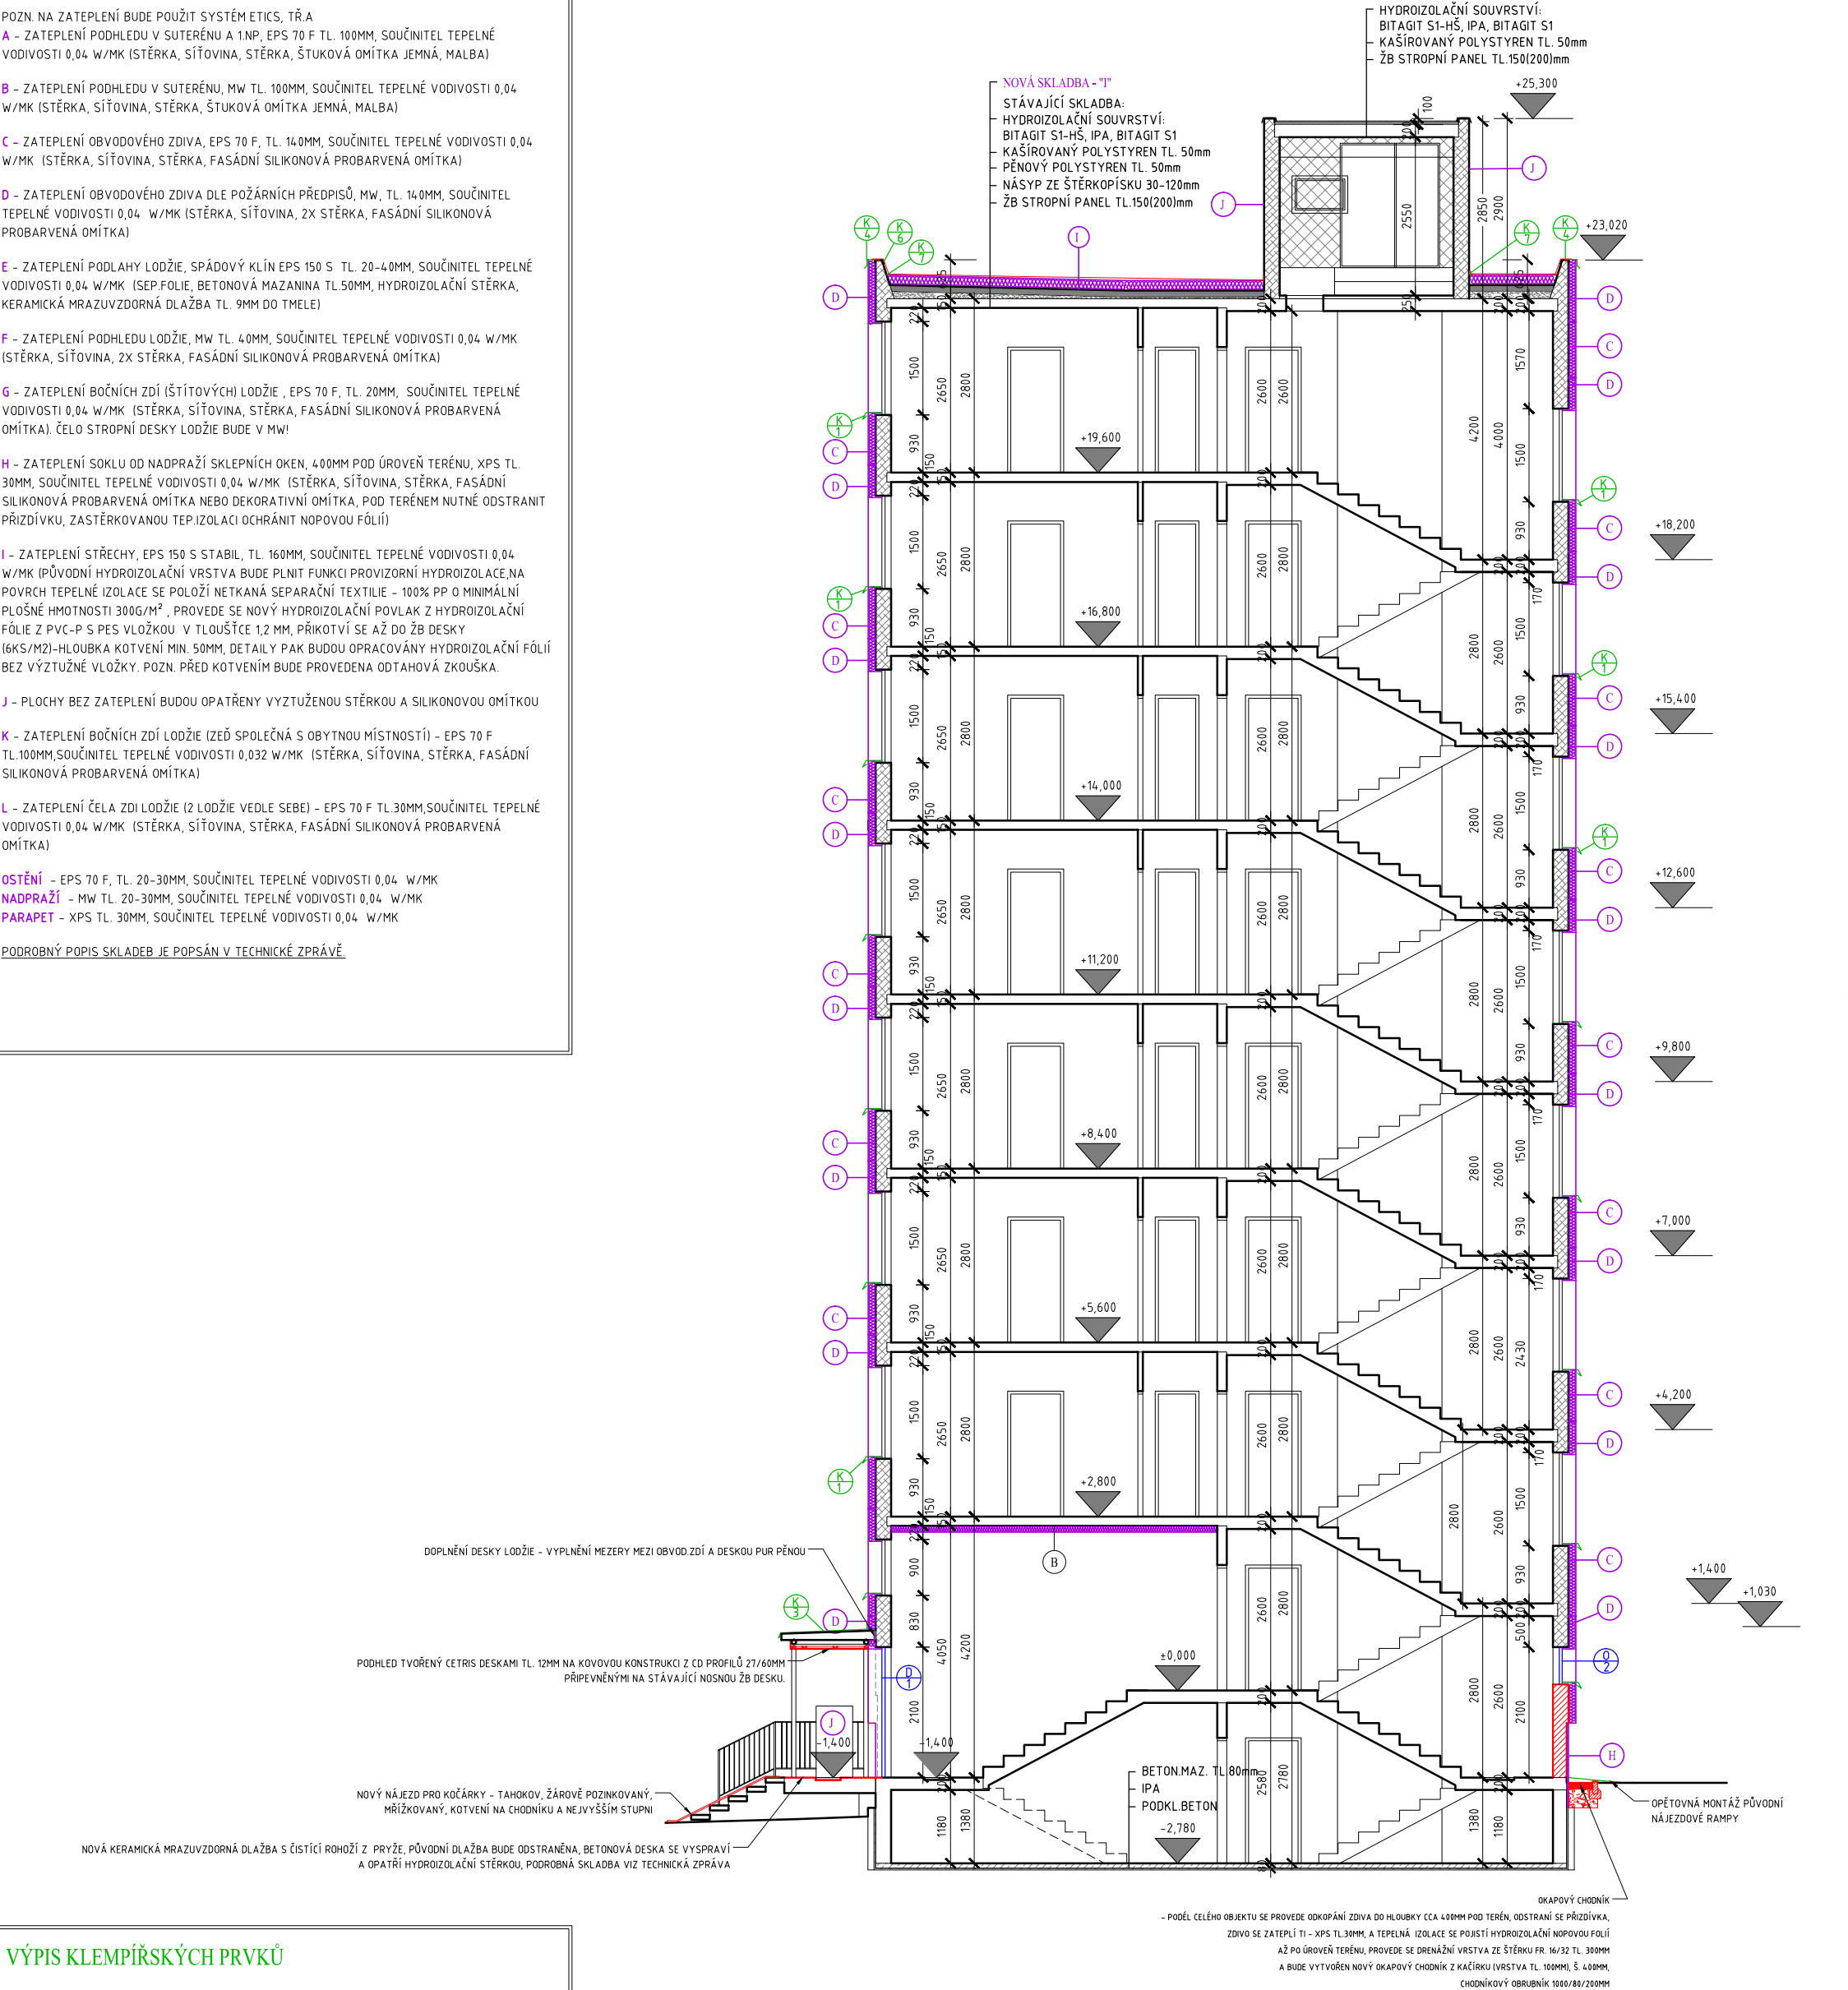 POZN. NA ZATEPLENÍ BUDE POUŽIT SYSTÉM ETICS, TŘ.A
A - ZATEPLENÍ PODHLEDU V SUTERÉNU A 1.NP, EPS 70 F TL. 100MM, SOUČINITEL TEPELNÉ
VODIVOSTI 0,04 W/MK (STĚRKA, SÍŤOVINA, STĚRKA, ŠTUKOVÁ OMÍTKA JEMNÁ, MALBA)
B - ZATEPLENÍ PODHLEDU V SUTERÉNU, MW TL. 100MM, SOUČINITEL TEPELNÉ VODIVOSTI 0,04
W/MK (STĚRKA, SÍŤOVINA, STĚRKA, ŠTUKOVÁ OMÍTKA JEMNÁ, MALBA)
C - ZATEPLENÍ OBVODOVÉHO ZDIVA, EPS 70 F, TL. 140MM, SOUČINITEL TEPELNÉ VODIVOSTI 0,04
W/MK (STĚRKA, SÍŤOVINA, STĚRKA, FASÁDNÍ SILIKONOVÁ PROBARVENÁ OMÍTKA)
D - ZATEPLENÍ OBVODOVÉHO ZDIVA DLE POŽÁRNÍCH PŘEDPISŮ, MW, TL. 140MM, SOUČINITEL
TEPELNÉ VODIVOSTI 0,04 W/MK (STĚRKA, SÍŤOVINA, 2X STĚRKA, FASÁDNÍ SILIKONOVÁ
PROBARVENÁ OMÍTKA)
E - ZATEPLENÍ PODLAHY LODŽIE, SPÁDOVÝ KLÍN EPS 150 S TL. 20-40MM, SOUČINITEL TEPELNÉ
VODIVOSTI 0,04 W/MK (SEP.FOLIE, BETONOVÁ MAZANINA TL.50MM, HYDROIZOLAČNÍ STĚRKA,
KERAMICKÁ MRAZUVZDORNÁ DLAŽBA TL. 9MM DO TMELE)
F - ZATEPLENÍ PODHLEDU LODŽIE, MW TL. 40MM, SOUČINITEL TEPELNÉ VODIVOSTI 0,04 W/MK
(STĚRKA, SÍŤOVINA, 2X STĚRKA, FASÁDNÍ SILIKONOVÁ PROBARVENÁ OMÍTKA)
G - ZATEPLENÍ BOČNÍCH ZDÍ (ŠTÍTOVÝCH) LODŽIE , EPS 70 F, TL. 20MM, SOUČINITEL TEPELNÉ
VODIVOSTI 0,04 W/MK (STĚRKA, SÍŤOVINA, STĚRKA, FASÁDNÍ SILIKONOVÁ PROBARVENÁ
OMÍTKA). ČELO STROPNÍ DESKY LODŽIE BUDE V MW!
H - ZATEPLENÍ SOKLU OD NADPRAŽÍ SKLEPNÍCH OKEN, 400MM POD ÚROVEŇ TERÉNU, XPS TL.
30MM, SOUČINITEL TEPELNÉ VODIVOSTI 0,04 W/MK (STĚRKA, SÍŤOVINA, STĚRKA, FASÁDNÍ
SILIKONOVÁ PROBARVENÁ OMÍTKA NEBO DEKORATIVNÍ OMÍTKA, POD TERÉNEM NUTNÉ ODSTRANIT
PŘIZDÍVKU, ZASTĚRKOVANOU TEP.IZOLACI OCHRÁNIT NOPOVOU FÓLIÍ)
I - ZATEPLENÍ STŘECHY, EPS 150 S STABIL, TL. 160MM, SOUČINITEL TEPELNÉ VODIVOSTI 0,04
W/MK (PŮVODNÍ HYDROIZOLAČNÍ VRSTVA BUDE PLNIT FUNKCI PROVIZORNÍ HYDROIZOLACE,NA
POVRCH TEPELNÉ IZOLACE SE POLOŽÍ NETKANÁ SEPARAČNÍ TEXTILIE - 100% PP O MINIMÁLNÍ
PLOŠNÉ HMOTNOSTI 300G/M² , PROVEDE SE NOVÝ HYDROIZOLAČNÍ POVLAK Z HYDROIZOLAČNÍ
FÓLIE Z PVC-P S PES VLOŽKOU V TLOUŠŤCE 1,2 MM, PŘIKOTVÍ SE AŽ DO ŽB DESKY
(6KS/M2)-HLOUBKA KOTVENÍ MIN. 50MM, DETAILY PAK BUDOU OPRACOVÁNY HYDROIZOLAČNÍ FÓLIÍ
BEZ VÝZTUŽNÉ VLOŽKY. POZN. PŘED KOTVENÍM BUDE PROVEDENA ODTAHOVÁ ZKOUŠKA.
J - PLOCHY BEZ ZATEPLENÍ BUDOU OPATŘENY VYZTUŽENOU STĚRKOU A SILIKONOVOU OMÍTKOU
K - ZATEPLENÍ BOČNÍCH ZDÍ LODŽIE (ZEĎ SPOLEČNÁ S OBYTNOU MÍSTNOSTÍ) - EPS 70 F
TL.100MM,SOUČINITEL TEPELNÉ VODIVOSTI 0,032 W/MK (STĚRKA, SÍŤOVINA, STĚRKA, FASÁDNÍ
SILIKONOVÁ PROBARVENÁ OMÍTKA)
L - ZATEPLENÍ ČELA ZDI LODŽIE (2 LODŽIE VEDLE SEBE) - EPS 70 F TL.30MM,SOUČINITEL TEPELNÉ
VODIVOSTI 0,04 W/MK (STĚRKA, SÍŤOVINA, STĚRKA, FASÁDNÍ SILIKONOVÁ PROBARVENÁ
OMÍTKA)
OSTĚNÍ - EPS 70 F, TL. 20-30MM, SOUČINITEL TEPELNÉ VODIVOSTI 0,04 W/MK
NADPRAŽÍ - MW TL. 20-30MM, SOUČINITEL TEPELNÉ VODIVOSTI 0,04 W/MK
PARAPET - XPS TL. 30MM, SOUČINITEL TEPELNÉ VODIVOSTI 0,04 W/MK
PODROBNÝ POPIS SKLADEB JE POPSÁN V TECHNICKÉ ZPRÁVĚ.
VÝPIS KLEMPÍŘSKÝCH PRVKŮ
HYDROIZOLAČNÍ SOUVRSTVÍ:
BITAGIT S1-HŠ, IPA, BITAGIT S1
KAŠÍROVANÝ POLYSTYREN TL. 50mm
ŽB STROPNÍ PANEL TL.150(200)mm
NOVÁ SKLADBA - "I"
STÁVAJÍCÍ SKLADBA:
HYDROIZOLAČNÍ SOUVRSTVÍ:
BITAGIT S1-HŠ, IPA, BITAGIT S1
KAŠÍROVANÝ POLYSTYREN TL. 50mm
PĚNOVÝ POLYSTYREN TL. 50mm
NÁSYP ZE ŠTĚRKOPÍSKU 30-120mm
ŽB STROPNÍ PANEL TL.150(200)mm
+25,300
+23,020
+19,600
+18,200
+16,800
+15,400
+14,000
+12,600
+11,200
+9,800
+8,400
+7,000
+5,600
+4,200
+2,800
+1,400
+1,030
±0,000
-1,400
-1,400
-2,780
DOPLNĚNÍ DESKY LODŽIE - VYPLNĚNÍ MEZERY MEZI OBVOD.ZDÍ A DESKOU PUR PĚNOU
PODHLED TVOŘENÝ CETRIS DESKAMI TL. 12MM NA KOVOVOU KONSTRUKCI Z CD PROFILŮ 27/60MM
PŘIPEVNĚNÝMI NA STÁVAJÍCÍ NOSNOU ŽB DESKU.
NOVÝ NÁJEZD PRO KOČÁRKY - TAHOKOV, ŽÁROVĚ POZINKOVANÝ,
MŘÍŽKOVANÝ, KOTVENÍ NA CHODNÍKU A NEJVYŠŠÍM STUPNI
NOVÁ KERAMICKÁ MRAZUVZDORNÁ DLAŽBA S ČISTÍCÍ ROHOŽÍ Z PRYŽE, PŮVODNÍ DLAŽBA BUDE ODSTRANĚNA, BETONOVÁ DESKA SE VYSPRAVÍ
A OPATŘÍ HYDROIZOLAČNÍ STĚRKOU, PODROBNÁ SKLADBA VIZ TECHNICKÁ ZPRÁVA
BETON.MAZ. TL.80mm
IPA
PODKL.BETON
OPĚTOVNÁ MONTÁŽ PŮVODNÍ
NÁJEZDOVÉ RAMPY
OKAPOVÝ CHODNÍK
- PODÉL CELÉHO OBJEKTU SE PROVEDE ODKOPÁNÍ ZDIVA DO HLOUBKY CCA 400MM POD TERÉN, ODSTRANÍ SE PŘIZDÍVKA,
ZDIVO SE ZATEPLÍ TI - XPS TL.30MM, A TEPELNÁ IZOLACE SE POJISTÍ HYDROIZOLAČNÍ NOPOVOU FOLIÍ
AŽ PO ÚROVEŇ TERÉNU, PROVEDE SE DRENÁŽNÍ VRSTVA ZE ŠTĚRKU FR. 16/32 TL. 300MM
A BUDE VYTVOŘEN NOVÝ OKAPOVÝ CHODNÍK Z KAČÍRKU (VRSTVA TL. 100MM), Š. 400MM,
CHODNÍKOVÝ OBRUBNÍK 1000/80/200MM